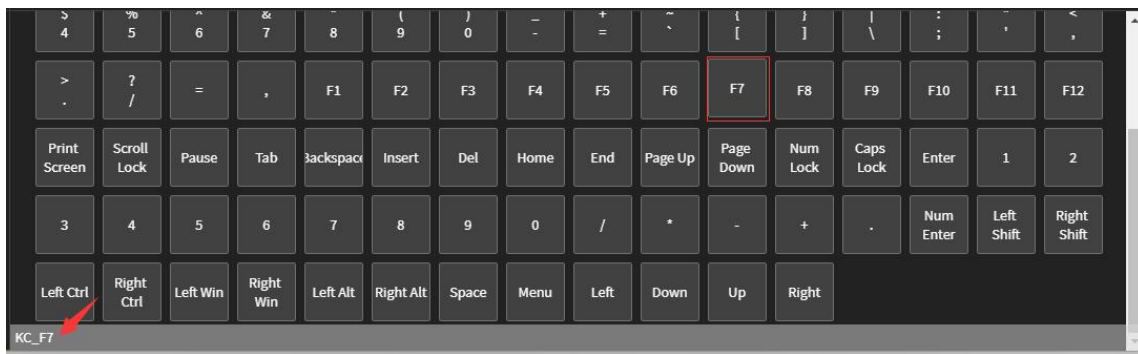 $ % ^ & * ( ) _ + ~ { } | : " <
4 5 6 7 8 9 0 - = ` [ ] \ ; ' ,
> ?
. / = , F1 F2 F3 F4 F5 F6 F7 F8 F9 F10 F11 F12
Print Scroll Page Num Caps
Pause Tab Backspace Insert Del Home End Page Up Enter 1 2
Screen Lock Down Lock Lock
Num Left Right
3 4 5 6 7 8 9 0 / * - + .
Enter Shift Shift
Right Right
Left Ctrl Left Win Left Alt Right Alt Space Menu Left Down Up Right
Ctrl Win
KC_F7